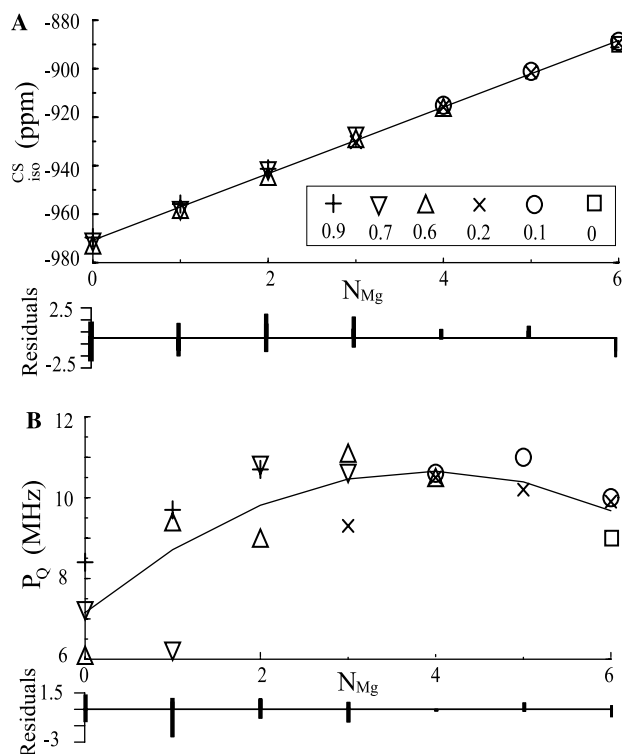 A
-880
-900
-920
-940
-960
-980
CS
iso (ppm)
0.9 0.7 0.6 0.2 0.1 0
0 2 4 6
NMg
2.5
-2.5
Residuals
B
12
10
8
6
PQ (MHz)
0 2 4 6
NMg
1.5
-3
Residuals